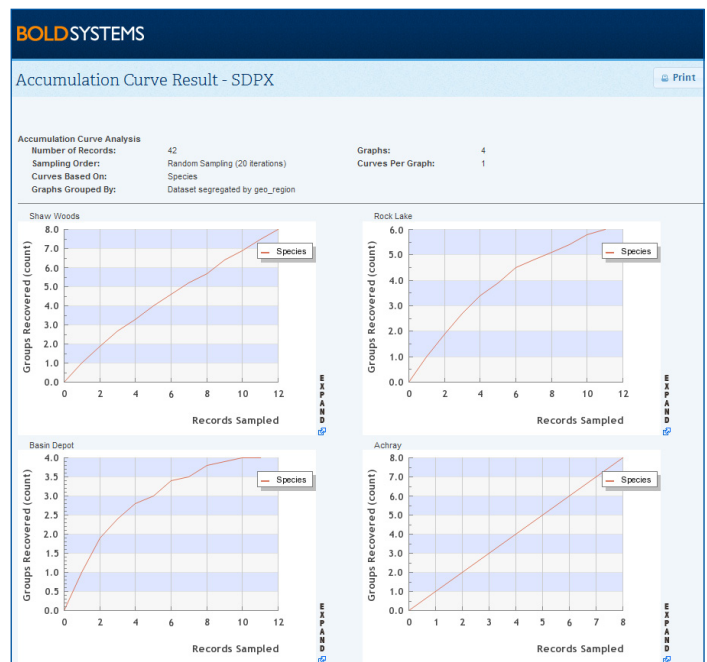 BOLDSYSTEMS
Accumulation Curve Result - SDPX
Print
Accumulation Curve Analysis
Number of Records: 42 Graphs: 4
Sampling Order: Random Sampling (20 iterations) Curves Per Graph: 1
Curves Based On: Species
Graphs Grouped By: Dataset segregated by geo_region
Shaw Woods
8.0
7.0
6.0
5.0
4.0
3.0
2.0
1.0
0.0
Groups Recovered (count)
Species
0 2 4 6 8 10 12
Records Sampled
EXPAND
Rock Lake
6.0
5.0
4.0
3.0
2.0
1.0
0.0
Groups Recovered (count)
Species
0 2 4 6 8 10 12
Records Sampled
EXPAND
Basin Depot
4.0
3.5
3.0
2.5
2.0
1.5
1.0
0.5
0.0
Groups Recovered (count)
Species
0 2 4 6 8 10 12
Records Sampled
EXPAND
Achray
8.0
7.0
6.0
5.0
4.0
3.0
2.0
1.0
0.0
Groups Recovered (count)
Species
0 1 2 3 4 5 6 7 8
Records Sampled
EXPAND